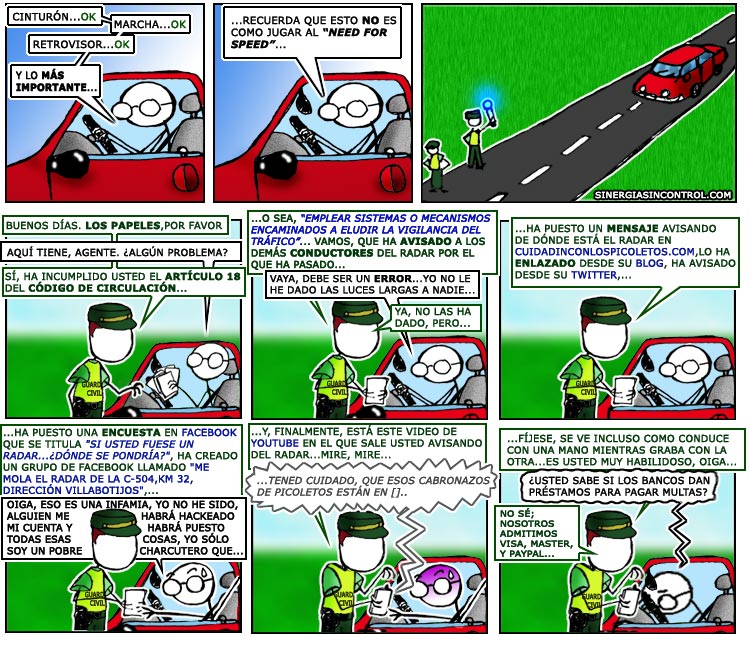 CINTURÓN...OK
MARCHA...OK
RETROVISOR...OK
Y LO MÁS
IMPORTANTE...
...RECUERDA QUE ESTO NO ES
COMO JUGAR AL "NEED FOR
SPEED"...
SINERGIASINCONTROL.COM
BUENOS DÍAS. LOS PAPELES,POR FAVOR
AQUÍ TIENE, AGENTE. ¿ALGÚN PROBLEMA?
SÍ, HA INCUMPLIDO USTED EL ARTÍCULO 18
DEL CÓDIGO DE CIRCULACIÓN...
GUARDIA
CIVIL
...O SEA, "EMPLEAR SISTEMAS O MECANISMOS
ENCAMINADOS A ELUDIR LA VIGILANCIA DEL
TRÁFICO"... VAMOS, QUE HA AVISADO A LOS
DEMÁS CONDUCTORES DEL RADAR POR EL
QUE HA PASADO...
VAYA, DEBE SER UN ERROR...YO NO LE
HE DADO LAS LUCES LARGAS A NADIE...
YA, NO LAS HA
DADO, PERO...
GUARDIA
CIVIL
...HA PUESTO UN MENSAJE AVISANDO
DE DÓNDE ESTÁ EL RADAR EN
CUIDADINCONLOSPICOLETOS.COM,LO HA
ENLAZADO DESDE SU BLOG, HA AVISADO
DESDE SU TWITTER,...
GUARDIA
CIVIL
...HA PUESTO UNA ENCUESTA EN FACEBOOK
QUE SE TITULA "SI USTED FUESE UN
RADAR...¿DÓNDE SE PONDRÍA?", HA CREADO
UN GRUPO DE FACEBOOK LLAMADO "ME
MOLA EL RADAR DE LA C-504,KM 32,
DIRECCIÓN VILLABOTIJOS",...
OIGA, ESO ES UNA INFAMIA, YO NO HE SIDO,
ALGUIEN ME HABRÁ HACKEADO
MI CUENTA Y HABRÁ PUESTO
TODAS ESAS COSAS, YO SÓLO
SOY UN POBRE CHARCUTERO QUE...
GUARDIA
CIVIL
...Y, FINALMENTE, ESTÁ ESTE VIDEO DE
YOUTUBE EN EL QUE SALE USTED AVISANDO
DEL RADAR...MIRE, MIRE...
...TENED CUIDADO, QUE ESOS CABRONAZOS
DE PICOLETOS ESTÁN EN []..
GUARDIA
CIVIL
...FÍJESE, SE VE INCLUSO COMO CONDUCE
CON UNA MANO MIENTRAS GRABA CON LA
OTRA...ES USTED MUY HABILIDOSO, OIGA...
¿USTED SABE SI LOS BANCOS DAN
PRÉSTAMOS PARA PAGAR MULTAS?
NO SÉ;
NOSOTROS
ADMITIMOS
VISA, MASTER,
Y PAYPAL...
GUARDIA
CIVIL